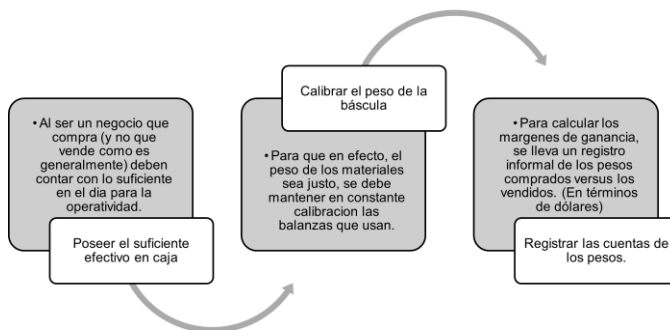 • Al ser un negocio que
compra (y no que
vende como es
generalmente) deben
contar con lo suficiente
en el dia para la
operatividad.
Poseer el suficiente
efectivo en caja
Calibrar el peso de la
báscula
• Para que en efecto, el
peso de los materiales
sea justo, se debe
mantener en constante
calibracion las
balanzas que usan.
• Para calcular los
margenes de ganancia,
se lleva un registro
informal de los pesos
comprados versus los
vendidos. (En términos
de dólares)
Registrar las cuentas de
los pesos.